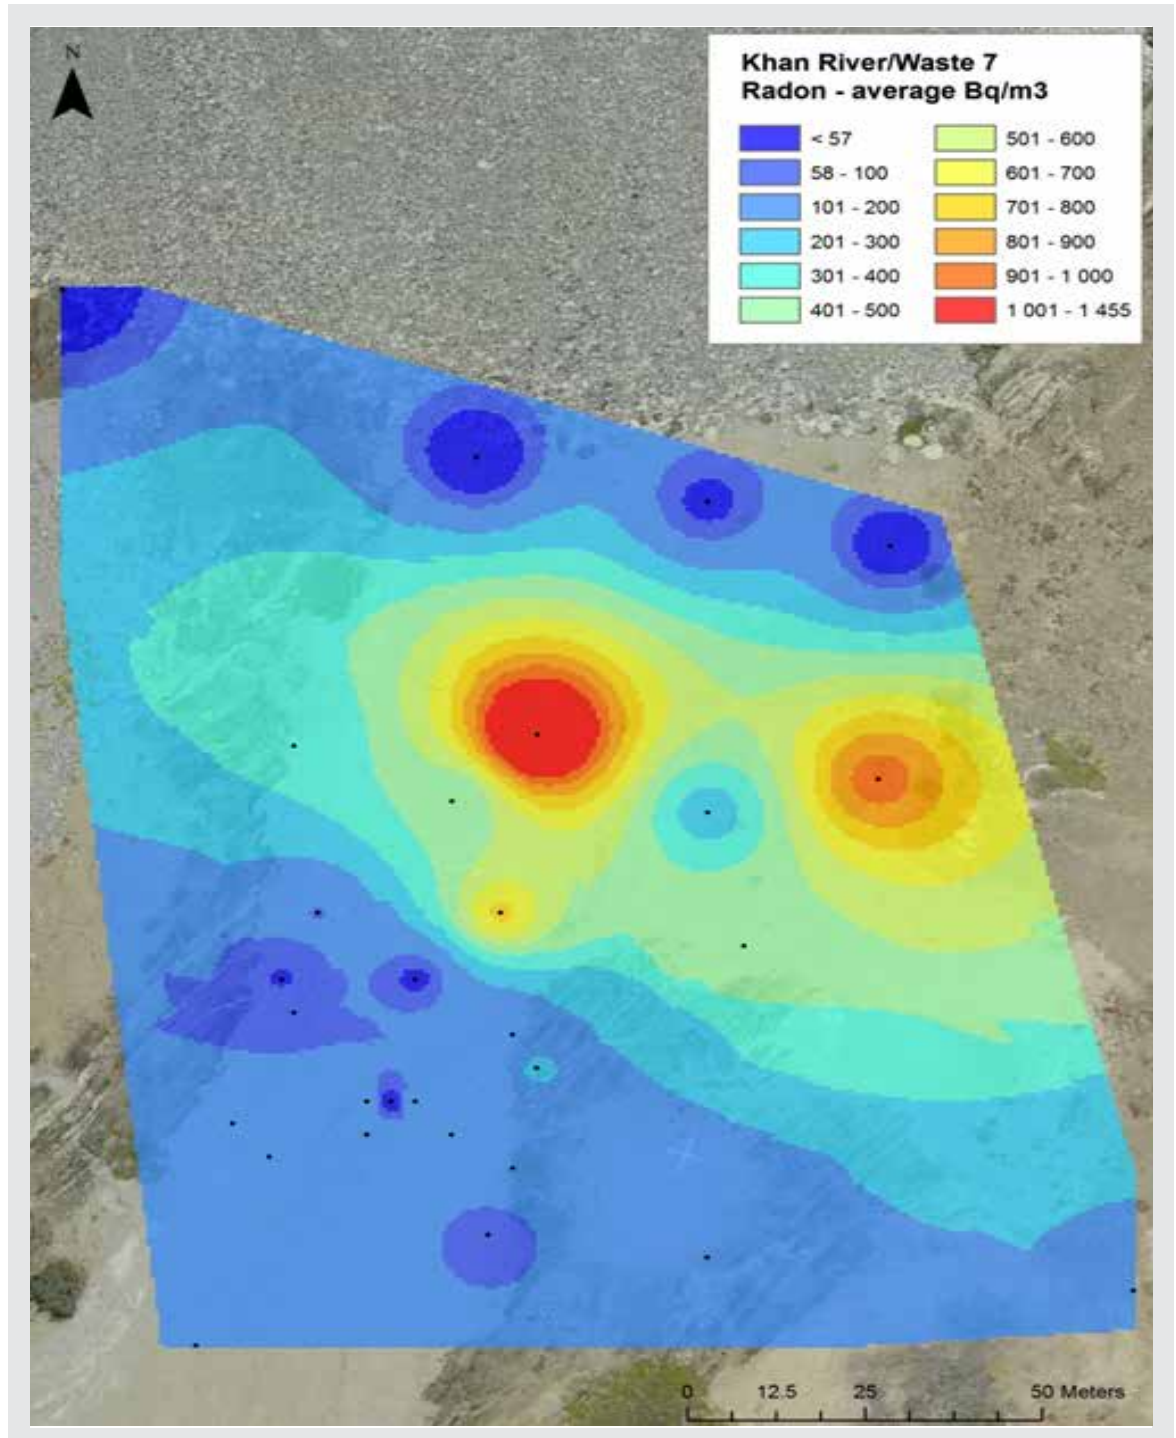 N
Khan River/Waste 7
Radon - average Bq/m3
< 57
58 - 100
101 - 200
201 - 300
301 - 400
401 - 500
501 - 600
601 - 700
701 - 800
801 - 900
901 - 1 000
1 001 - 1 455
0 12.5 25 50 Meters